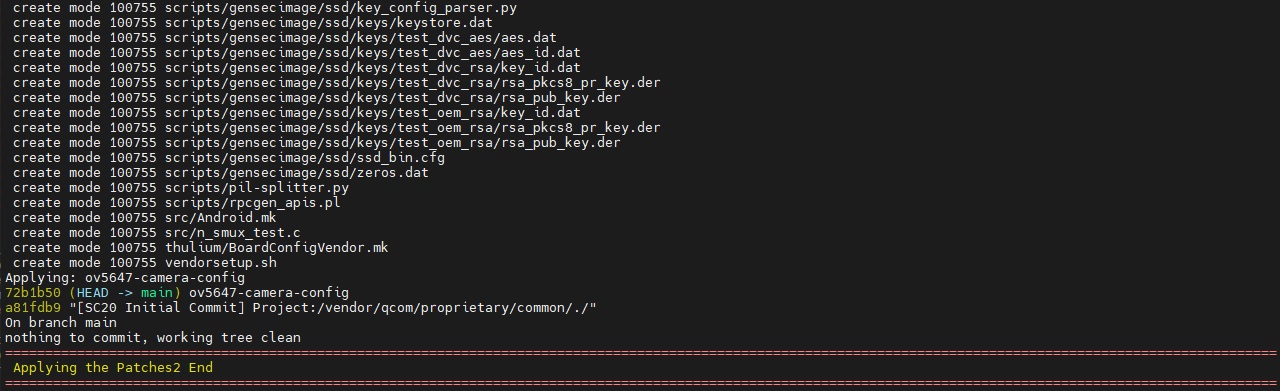 create mode 100755 scripts/gensecimage/ssd/key_config_parser.py
create mode 100755 scripts/gensecimage/ssd/keys/keystore.dat
create mode 100755 scripts/gensecimage/ssd/keys/test_dvc_aes/aes.dat
create mode 100755 scripts/gensecimage/ssd/keys/test_dvc_aes/aes_id.dat
create mode 100755 scripts/gensecimage/ssd/keys/test_dvc_rsa/key_id.dat
create mode 100755 scripts/gensecimage/ssd/keys/test_dvc_rsa/rsa_pkcs8_pr_key.der
create mode 100755 scripts/gensecimage/ssd/keys/test_dvc_rsa/rsa_pub_key.der
create mode 100755 scripts/gensecimage/ssd/keys/test_oem_rsa/key_id.dat
create mode 100755 scripts/gensecimage/ssd/keys/test_oem_rsa/rsa_pkcs8_pr_key.der
create mode 100755 scripts/gensecimage/ssd/keys/test_oem_rsa/rsa_pub_key.der
create mode 100755 scripts/gensecimage/ssd/ssd_bin.cfg
create mode 100755 scripts/gensecimage/ssd/zeros.dat
create mode 100755 scripts/pil-splitter.py
create mode 100755 scripts/rpcgen_apis.pl
create mode 100755 src/Android.mk
create mode 100755 src/n_smux_test.c
create mode 100755 thulium/BoardConfigVendor.mk
create mode 100755 vendorsetup.sh
Applying: ov5647-camera-config
72b1b50 (HEAD -> main) ov5647-camera-config
a81fdb9 "[SC20 Initial Commit] Project:/vendor/qcom/proprietary/common/./"
On branch main
nothing to commit, working tree clean
===============================================================================================================================================================
Applying the Patches2 End
===============================================================================================================================================================